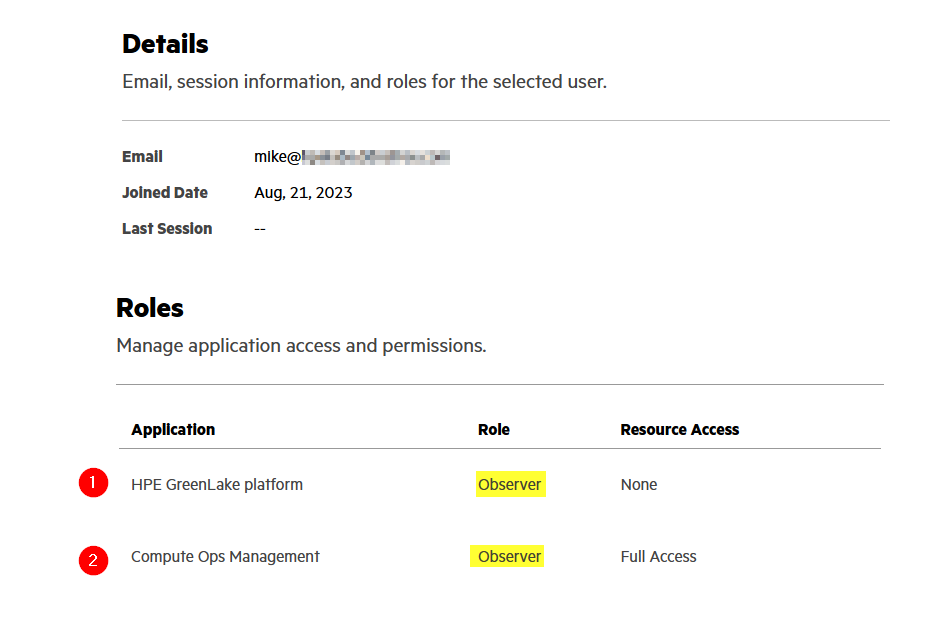 Details
Email, session information, and roles for the selected user.
Email mike@
Joined Date Aug, 21, 2023
Last Session --
Roles
Manage application access and permissions.
Application Role Resource Access
1 HPE GreenLake platform Observer None
2 Compute Ops Management Observer Full Access